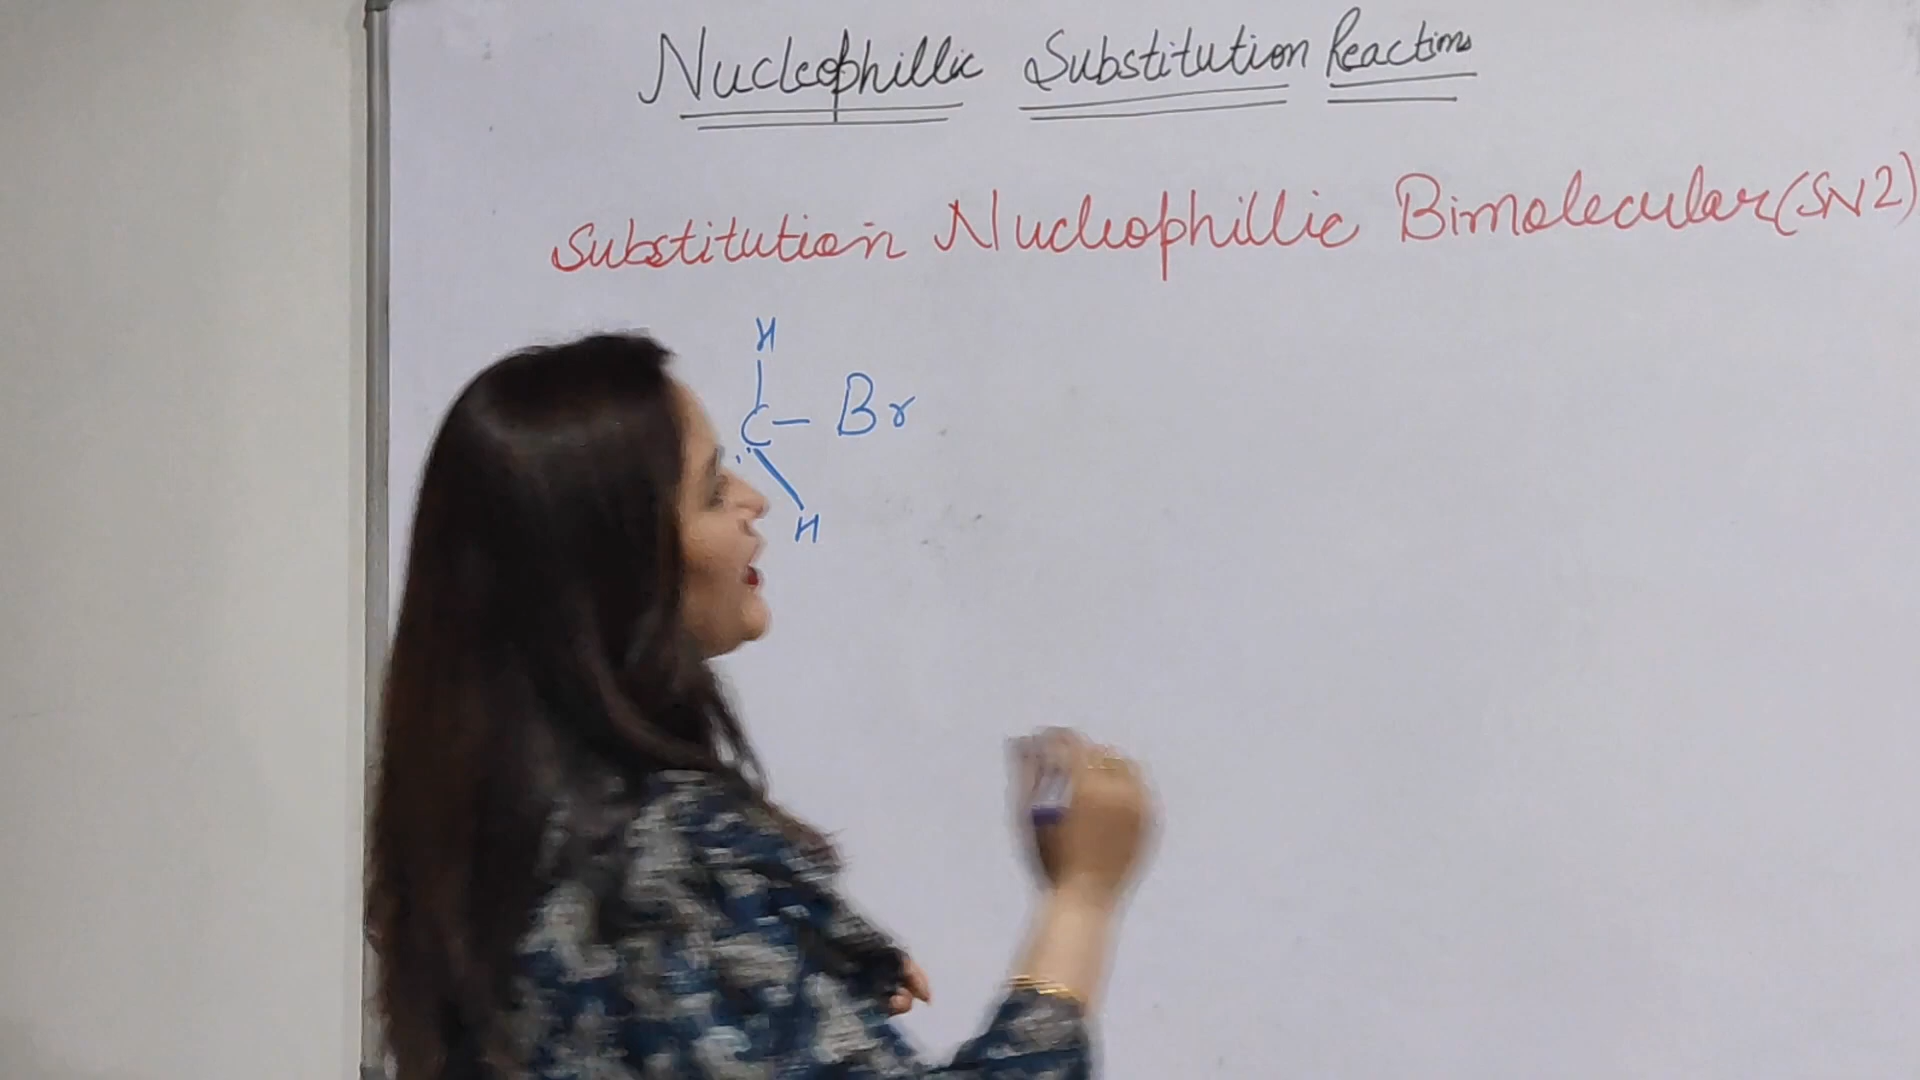 Nucleophillic Substitution Reactions
Substitution Nucleophillic Bimolecular (SN2)
H
C - Br
H